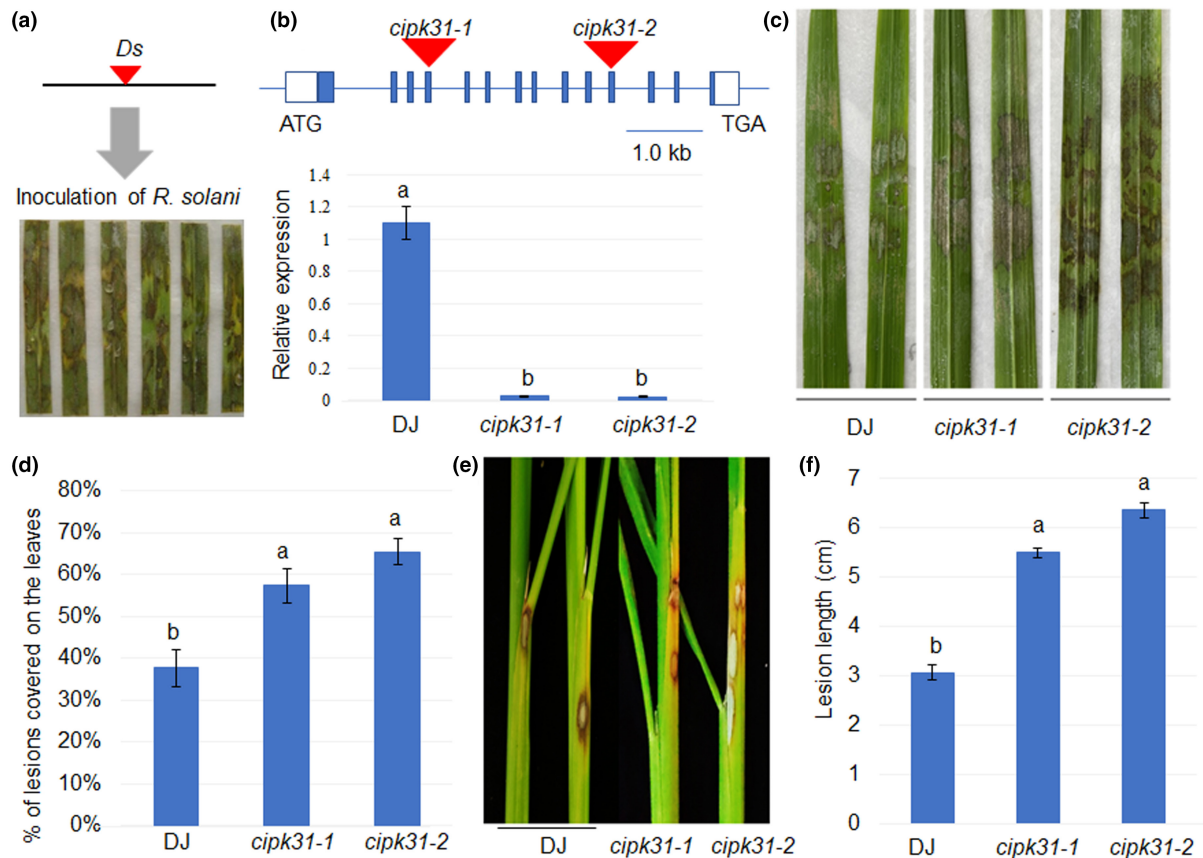 (a)
Ds
Inoculation of R. solani
(b)
cipk31-1 cipk31-2
ATG TGA
1.0 kb
Relative expression
1.4
1.2
1
0.8
0.6
0.4
0.2
0
a
b
b
DJ cipk31-1 cipk31-2
(c)
DJ cipk31-1 cipk31-2
(d)
% of lesions covered on the leaves
80%
70%
60%
50%
40%
30%
20%
10%
0%
b
a
a
DJ cipk31-1 cipk31-2
(e)
DJ cipk31-1 cipk31-2
(f)
Lesion length (cm)
7
6
5
4
3
2
1
0
b
a
a
DJ cipk31-1 cipk31-2